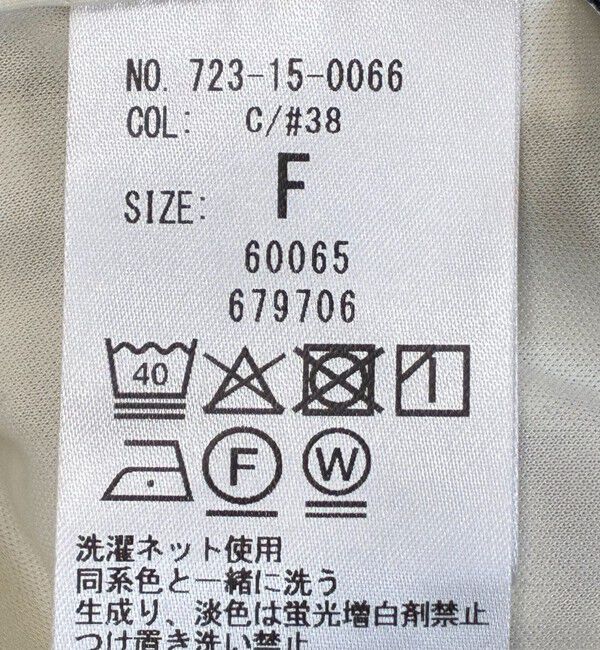 NO. 723-15-0066
COL: C/#38
SIZE: F
60065
679706
40
F W
洗濯ネット使用
同系色と一緒に洗う
生成り、淡色は蛍光増白剤禁止
つけ置き洗い禁止